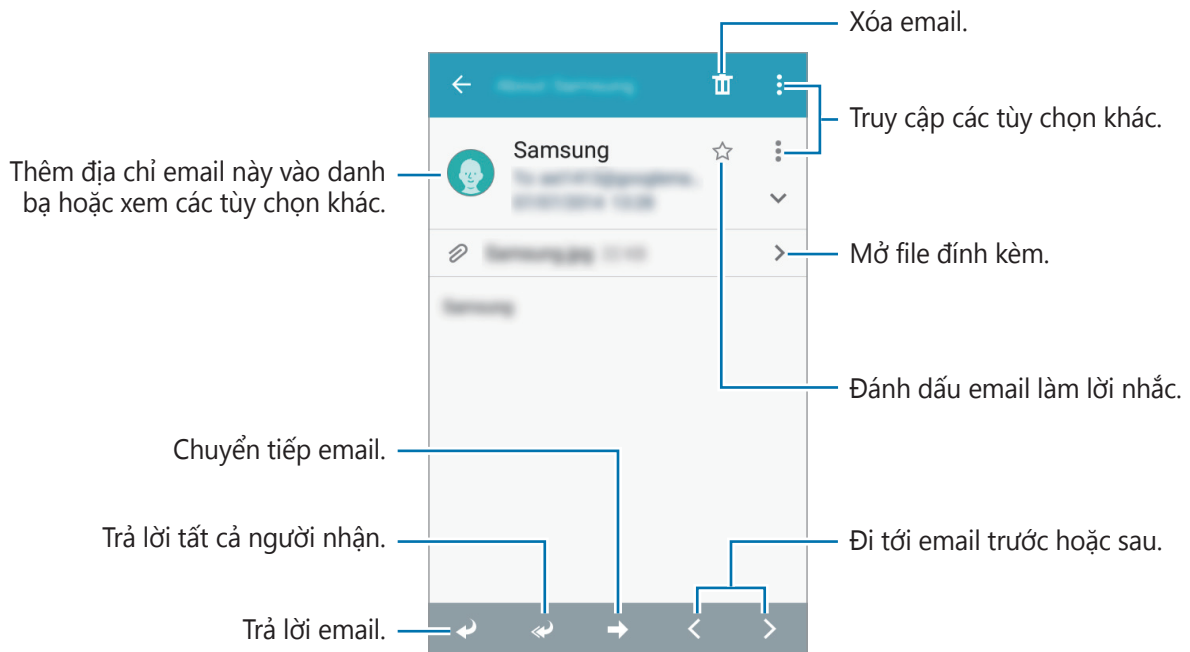 Xóa email.
Truy cập các tùy chọn khác.
Samsung
Thêm địa chỉ email này vào danh
bạ hoặc xem các tùy chọn khác.
Mở file đính kèm.
Đánh dấu email làm lời nhắc.
Chuyển tiếp email.
Trả lời tất cả người nhận.
Đi tới email trước hoặc sau.
Trả lời email.